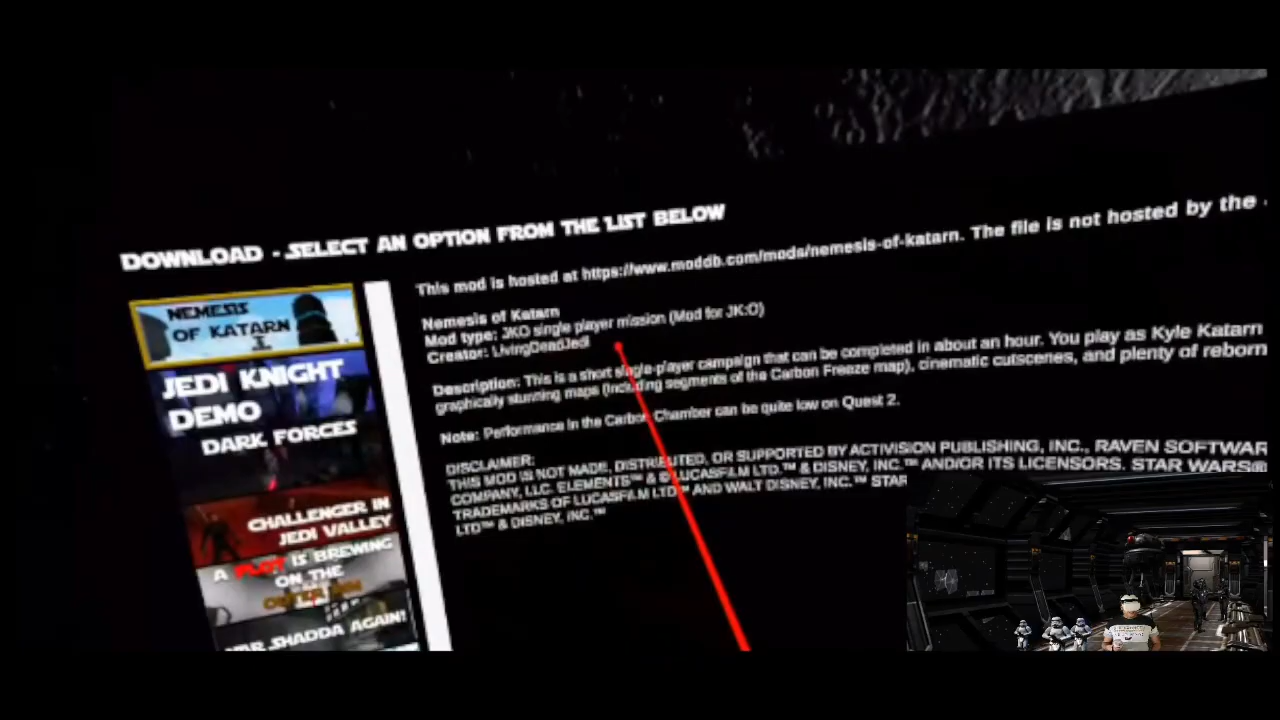 DOWNLOAD - SELECT AN OPTION FROM THE LIST BELOW
This mod is hosted at https://www.moddb.com/mods/nemesis-of-katarn. The file is not hosted by the
Nemesis of Katarn
Mod type: JKO single player mission (Mod for JK:O)
Creator: LivingDeadJedi
Description: This is a short single-player campaign that can be completed in about an hour. You play as Kyle Katarn
graphically stunning maps (including segments of the Carbon Freeze map), cinematic cutscenes, and plenty of reborn
Note: Performance in the Carbon Chamber can be quite low on Quest 2.
DISCLAIMER:
THIS MOD IS NOT MADE, DISTRIBUTED, OR SUPPORTED BY ACTIVISION PUBLISHING, INC., RAVEN SOFTWAR
COMPANY, LLC. ELEMENTS™ & © LUCASFILM LTD.™ & DISNEY, INC.™ AND/OR ITS LICENSORS. STAR WARS®
TRADEMARKS OF LUCASFILM LTD™ AND WALT DISNEY, INC.™ STAR
LTD™ & DISNEY, INC.™
NEMESIS
OF KATARN
JEDI KNIGHT
DEMO
DARK FORCES
CHALLENGER IN
JEDI VALLEY
A PLOT IS BREWING
ON THE
OUTER RIM
SHADDA AGAIN!